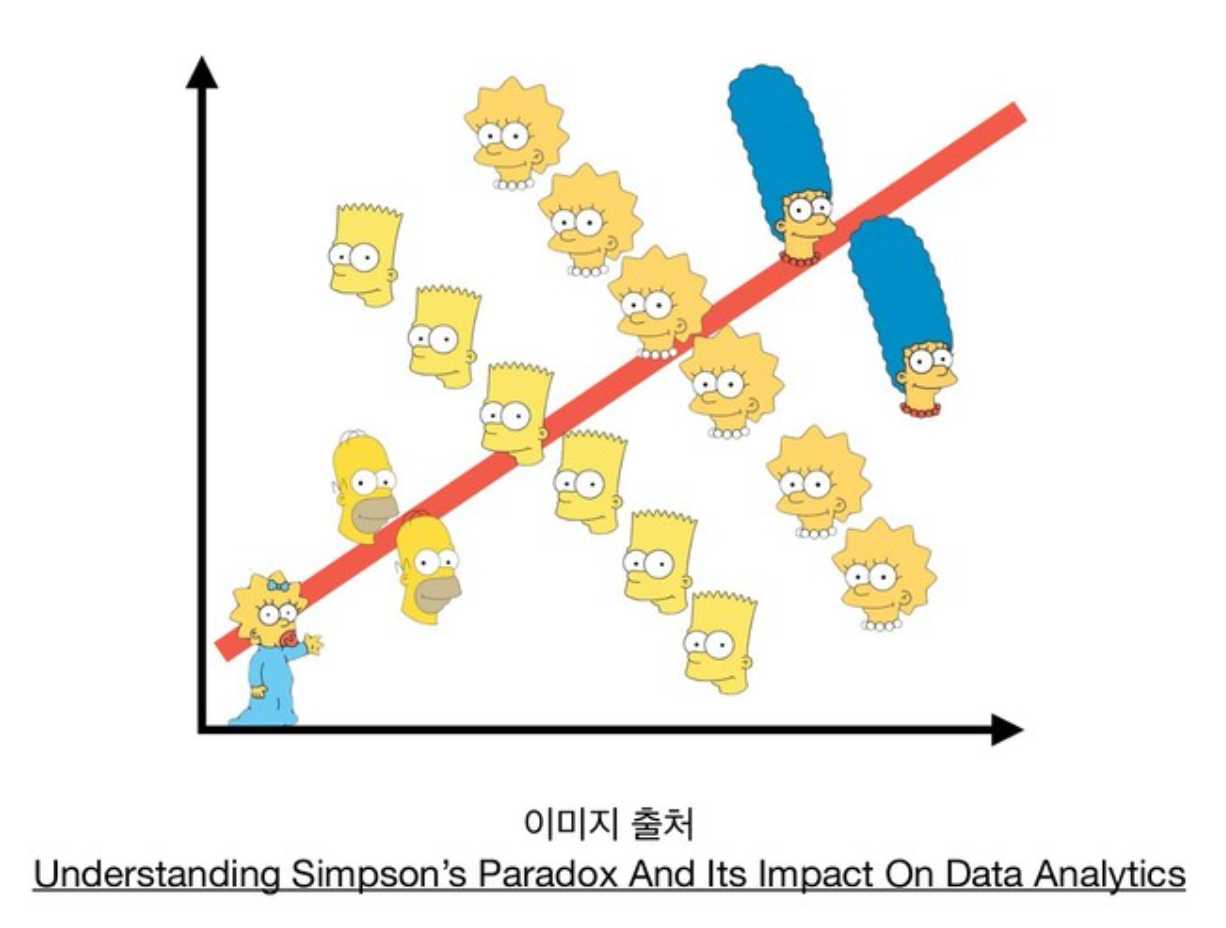 이미지 출처
Understanding Simpson's Paradox And Its Impact On Data Analytics